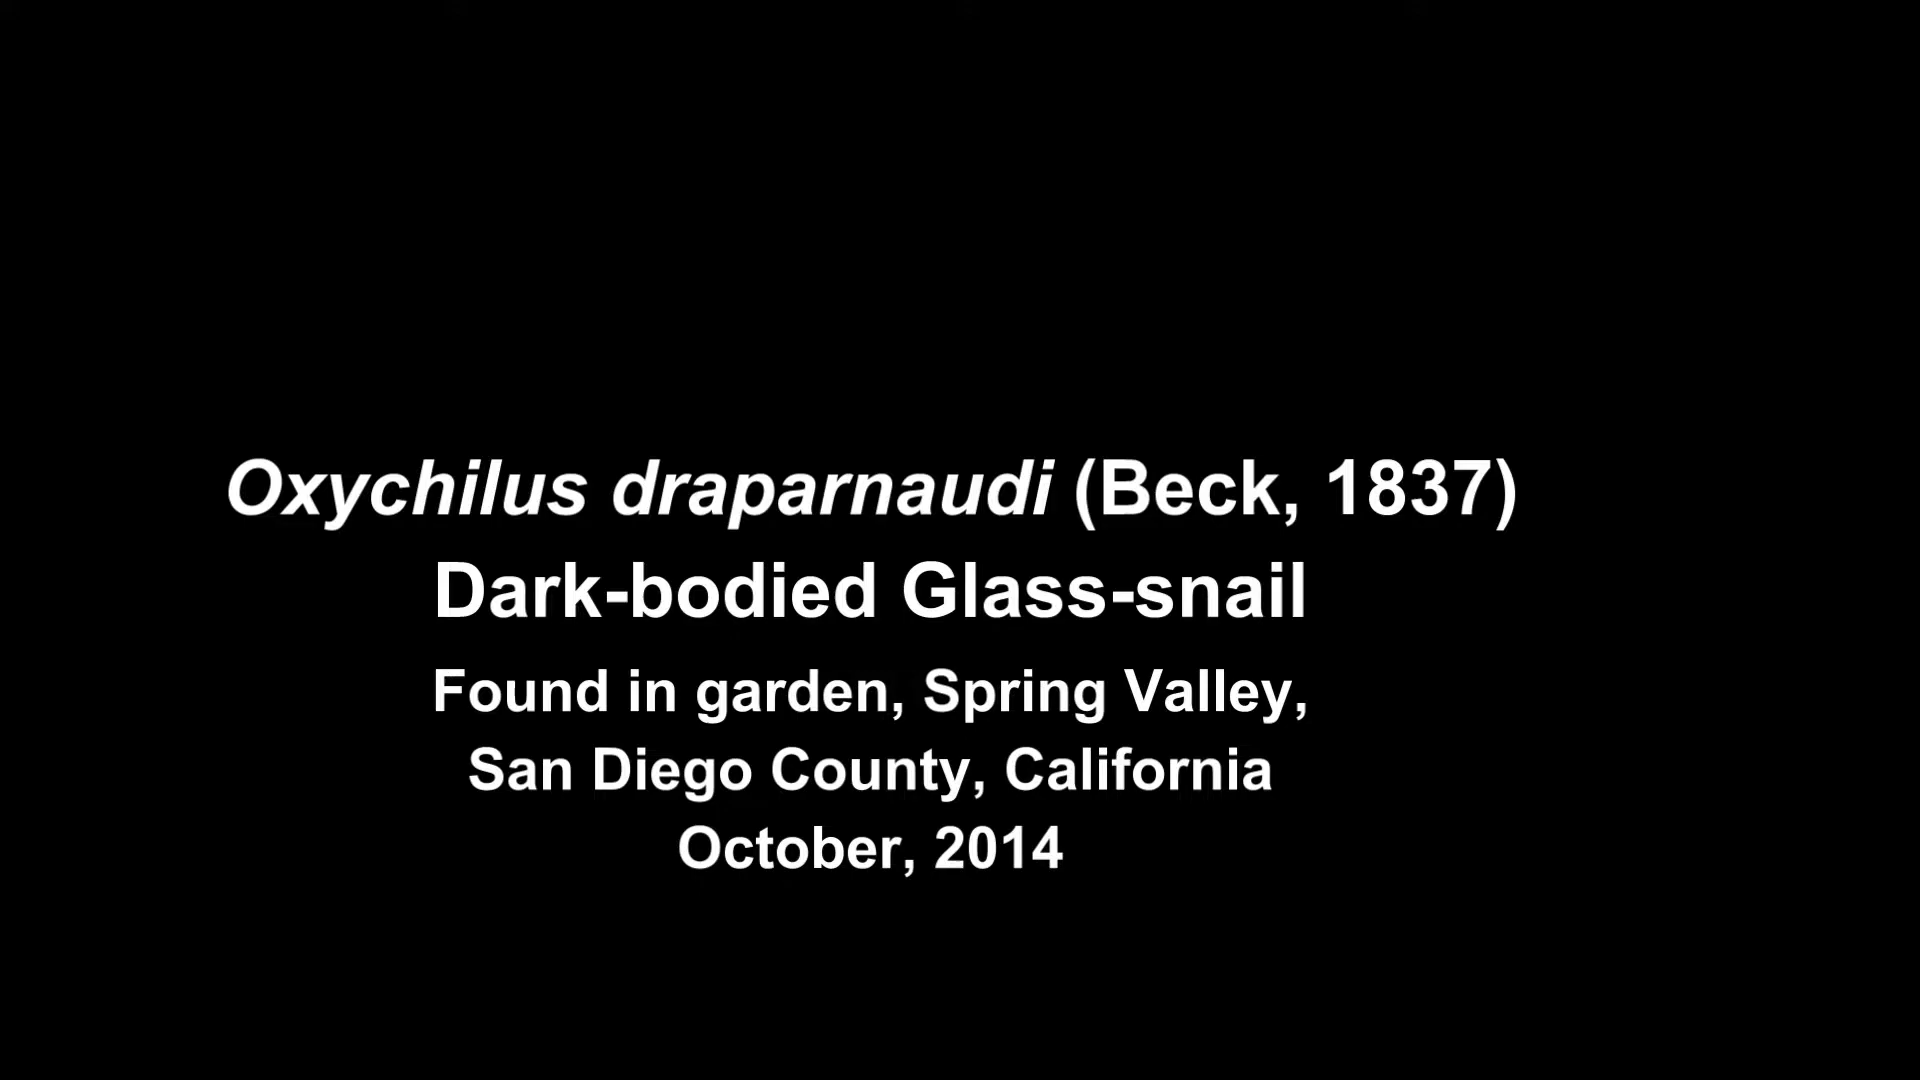 Oxychilus draparnaudi (Beck, 1837)
Dark-bodied Glass-snail
Found in garden, Spring Valley,
San Diego County, California
October, 2014